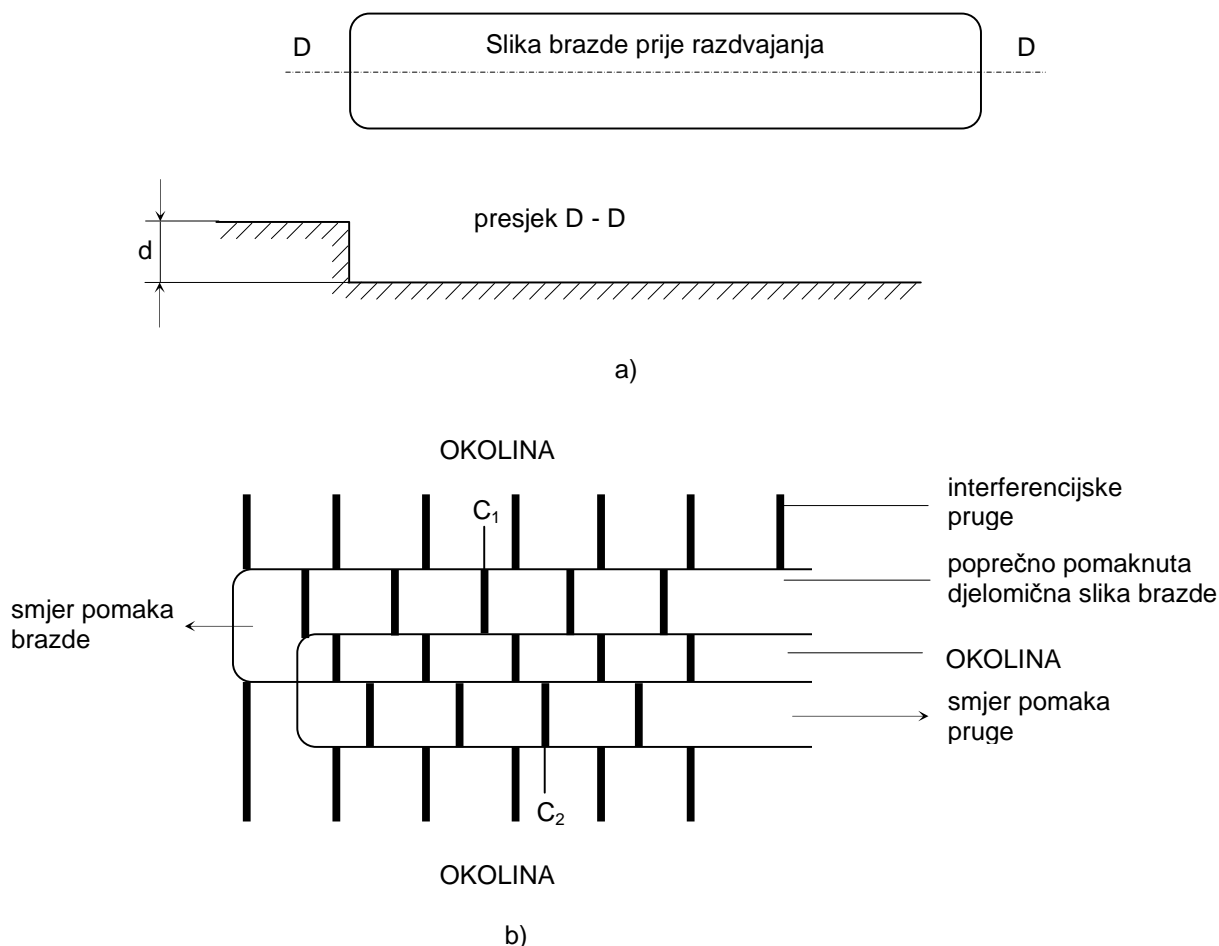 D
Slika brazde prije razdvajanja
D
presjek D - D
d
a)
OKOLINA
interferencijske
pruge
C₁
poprečno pomaknuta
djelomična slika brazde
smjer pomaka
brazde
OKOLINA
smjer pomaka
pruge
C₂
OKOLINA
b)